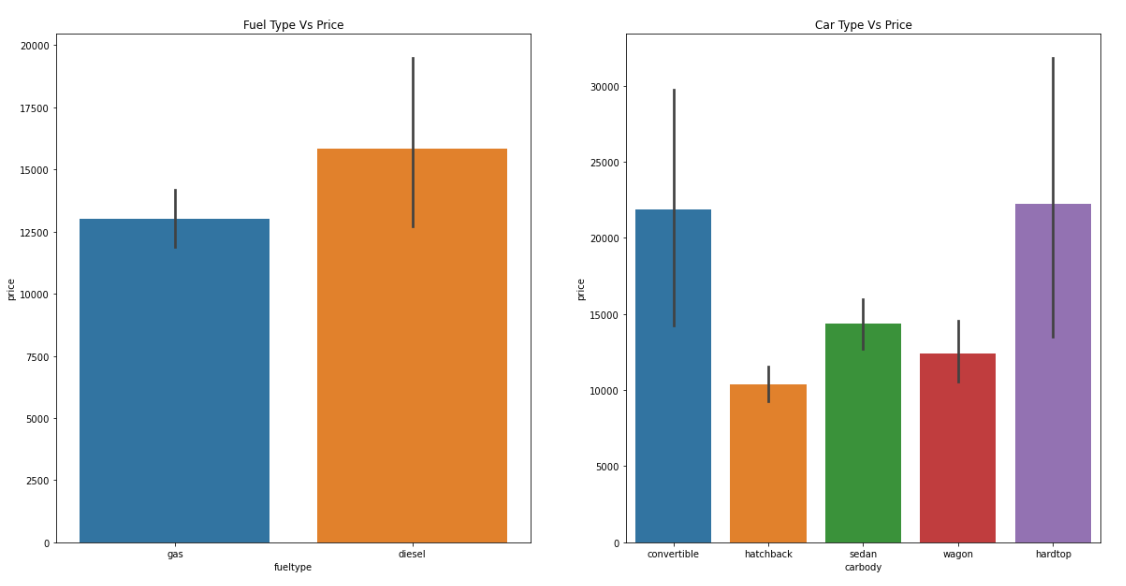 Fuel Type Vs Price
20000
17500
15000
12500
10000
7500
5000
2500
0
price
gas diesel
fueltype
Car Type Vs Price
30000
25000
20000
15000
10000
5000
0
price
convertible hatchback sedan wagon hardtop
carbody